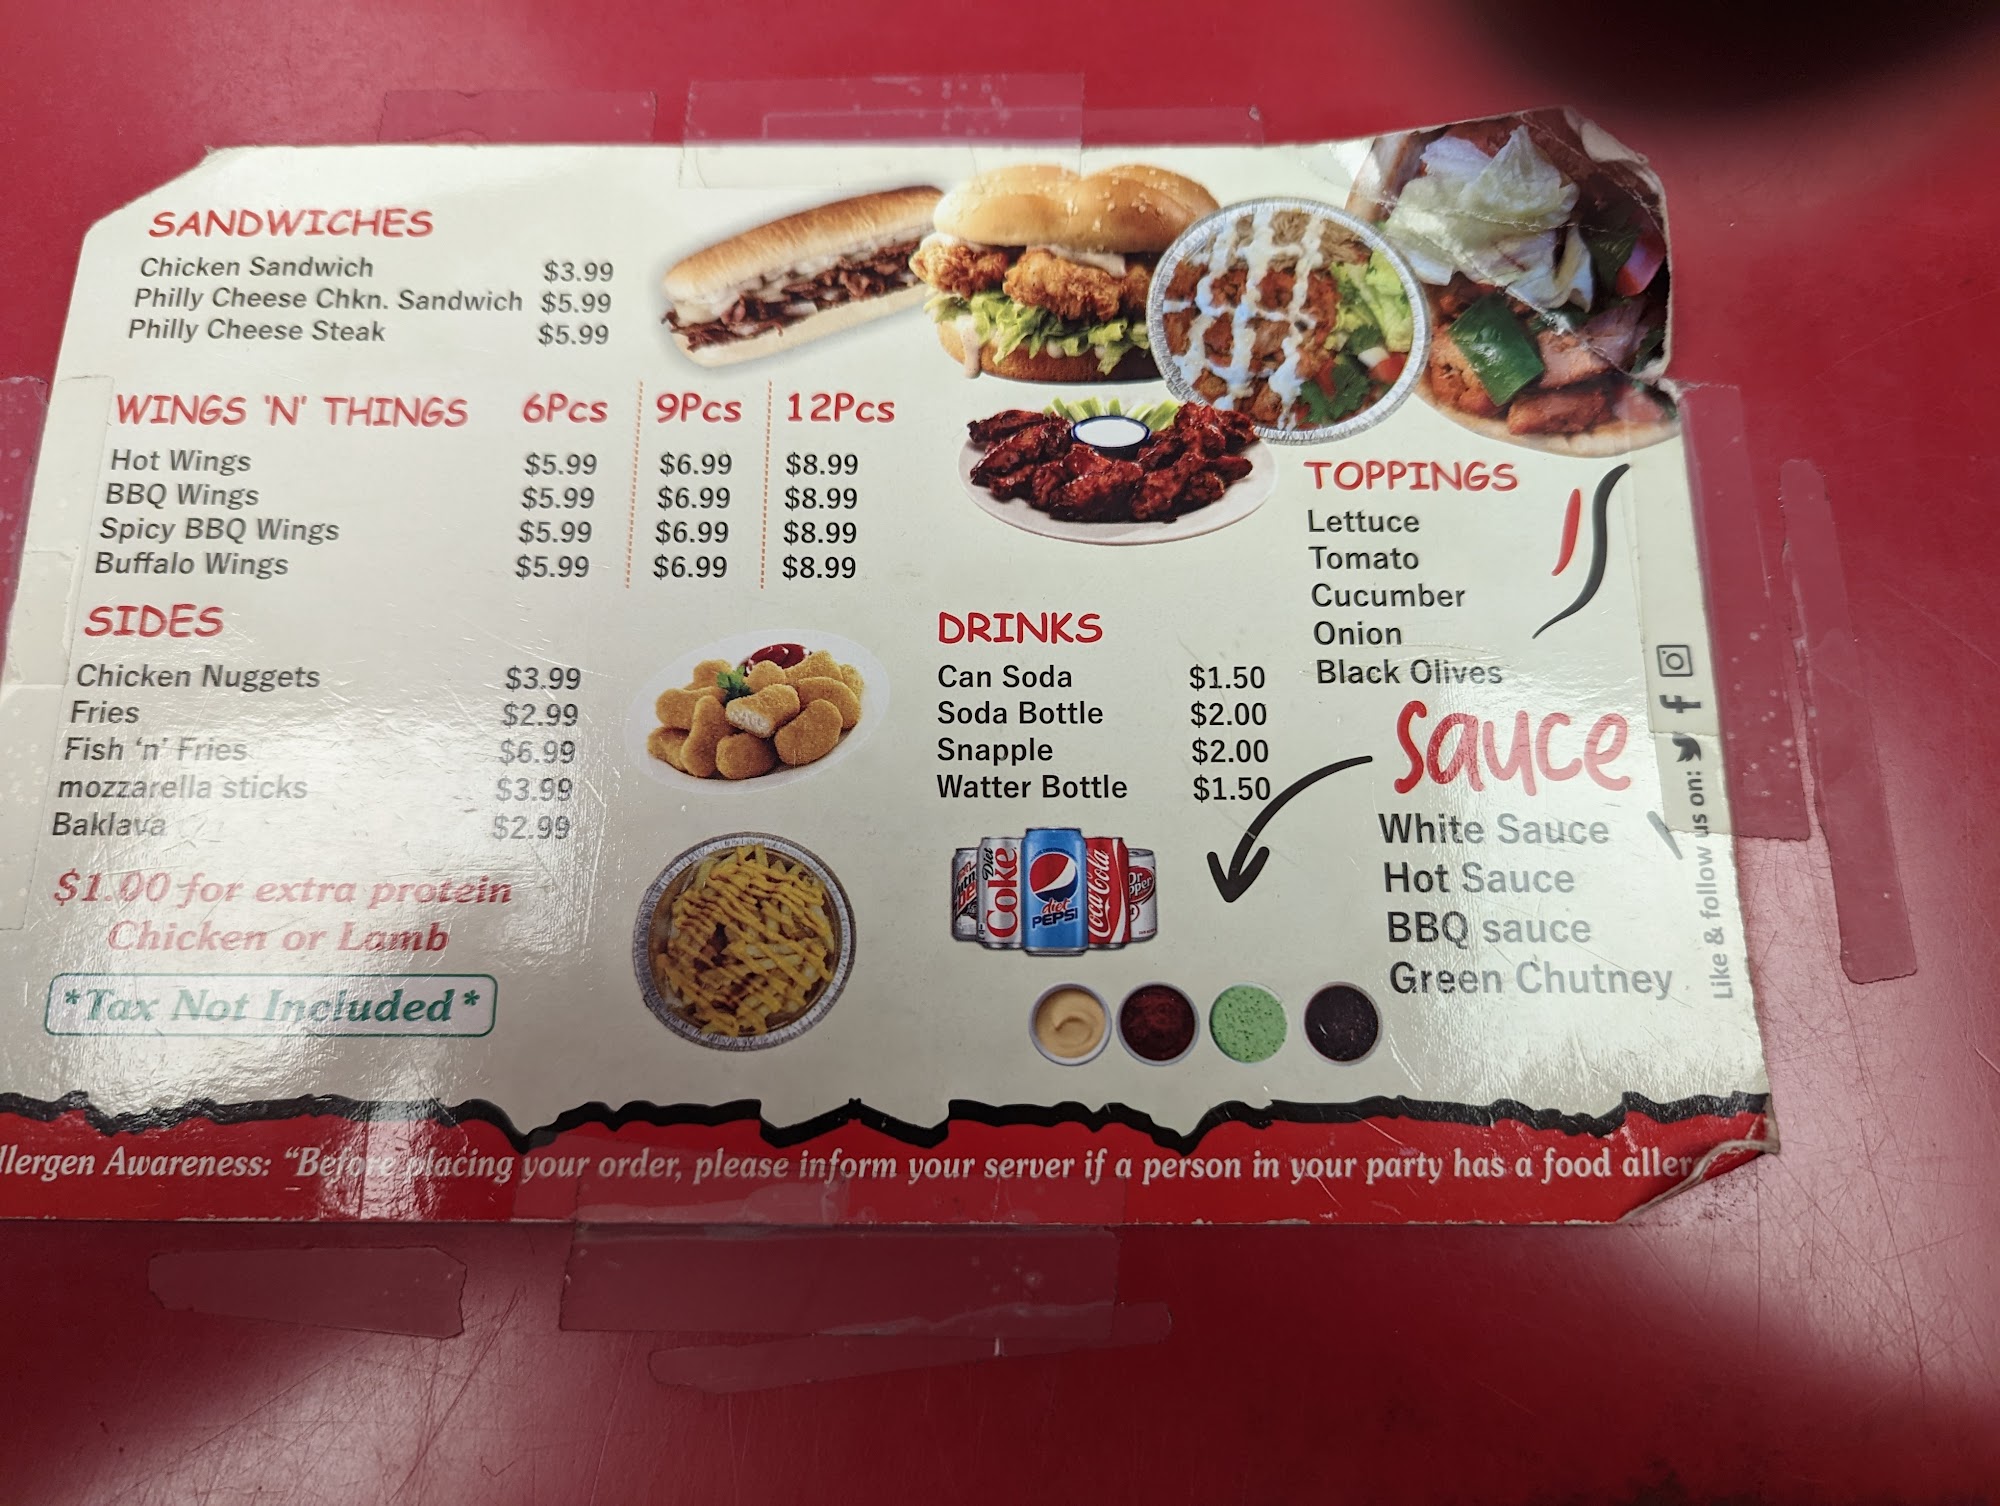 SANDWICHES
Chicken Sandwich $3.99
Philly Cheese Chkn. Sandwich $5.99
Philly Cheese Steak $5.99
WINGS 'N' THINGS 6Pcs 9Pcs 12Pcs
Hot Wings $5.99 $6.99 $8.99
BBQ Wings $5.99 $6.99 $8.99
Spicy BBQ Wings $5.99 $6.99 $8.99
Buffalo Wings $5.99 $6.99 $8.99
SIDES
Chicken Nuggets $3.99
Fries $2.99
Fish 'n' Fries $6.99
mozzarella sticks $3.99
Baklava $2.99
$1.00 for extra protein
Chicken or Lamb
*Tax Not Included*
DRINKS
Can Soda $1.50
Soda Bottle $2.00
Snapple $2.00
Watter Bottle $1.50
Diet Coke
diet PEPSI
Coca-Cola
TOPPINGS
Lettuce
Tomato
Cucumber
Onion
Black Olives
sauce
White Sauce
Hot Sauce
BBQ sauce
Green Chutney
Like & follow us on:
llergen Awareness: "Before placing your order, please inform your server if a person in your party has a food aller